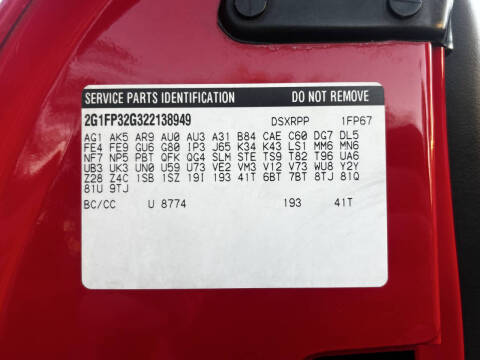 SERVICE PARTS IDENTIFICATION DO NOT REMOVE
2G1FP32G322138949 DSXRPP 1FP67
AG1 AK5 AR9 AU0 AU3 A31 B84 CAE C60 DG7 DL5
FE4 FE9 GU6 G80 IP3 J65 K34 K43 LS1 MM6 MN6
NF7 NP5 PBT QFK QG4 SLM STE TS9 T82 T96 UA6
UB3 UK3 UN0 U59 U73 VE2 VM3 V12 V73 WU8 Y2Y
Z28 Z4C 1SB 1SZ 19I 193 41T 6BT 7BT 8TJ 81Q
81U 9TJ
BC/CC U 8774 193 41T